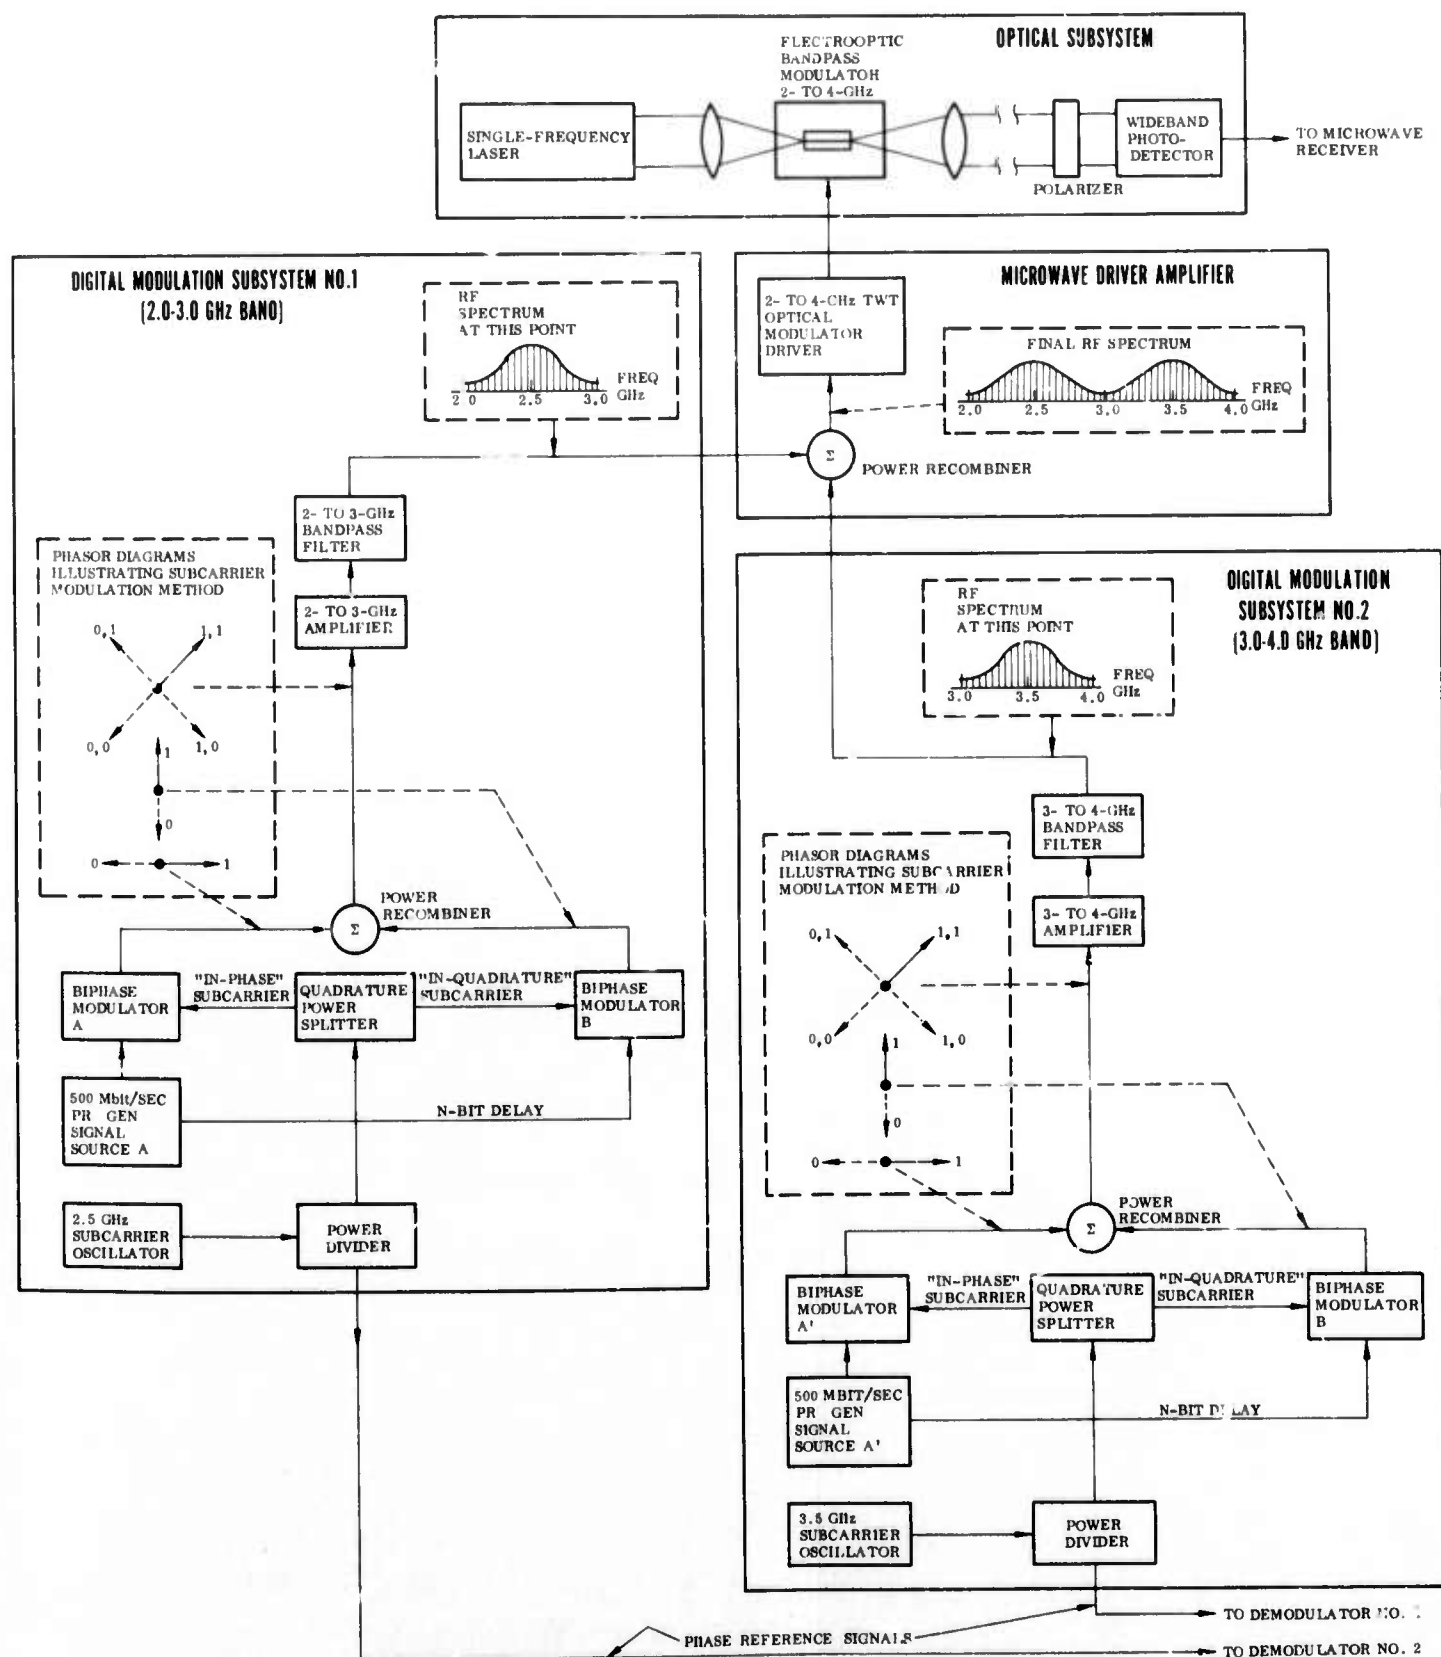 OPTICAL SUBSYSTEM
ELECTROOPTIC
BANDPASS
MODULATOR
2- TO 4-GHz
SINGLE-FREQUENCY
LASER
WIDEBAND
PHOTO-
DETECTOR
TO MICROWAVE
RECEIVER
POLARIZER
DIGITAL MODULATION SUBSYSTEM NO.1
(2.0-3.0 GHz BAND)
RF
SPECTRUM
AT THIS POINT
FREQ
GHz
2.0
2.5
3.0
MICROWAVE DRIVER AMPLIFIER
2- TO 4-GHz TWT
OPTICAL
MODULATOR
DRIVER
FINAL RF SPECTRUM
FREQ
GHz
2.0
2.5
3.0
3.5
4.0
Σ
POWER RECOMBINER
2- TO 3-GHz
BANDPASS
FILTER
2- TO 3-GHz
AMPLIFIER
PHASOR DIAGRAMS
ILLUSTRATING SUBCARRIER
MODULATION METHOD
0,1
1,1
0,0
1,0
1
0
0
1
POWER
RECOMBINER
Σ
BIPHASE
MODULATOR
A
"IN-PHASE"
SUBCARRIER
QUADRATURE
POWER
SPLITTER
"IN-QUADRATURE"
SUBCARRIER
BIPHASE
MODULATOR
B
500 Mbit/SEC
PR GEN
SIGNAL
SOURCE A
N-BIT DELAY
2.5 GHz
SUBCARRIER
OSCILLATOR
POWER
DIVIDER
DIGITAL MODULATION
SUBSYSTEM NO.2
(3.0-4.0 GHz BAND)
RF
SPECTRUM
AT THIS POINT
FREQ
GHz
3.0
3.5
4.0
3- TO 4-GHz
BANDPASS
FILTER
3- TO 4-GHz
AMPLIFIER
PHASOR DIAGRAMS
ILLUSTRATING SUBCARRIER
MODULATION METHOD
0,1
1,1
0,0
1,0
1
0
0
1
POWER
RECOMBINER
Σ
BIPHASE
MODULATOR
A'
"IN-PHASE"
SUBCARRIER
QUADRATURE
POWER
SPLITTER
"IN-QUADRATURE"
SUBCARRIER
BIPHASE
MODULATOR
B
500 MBIT/SEC
PR GEN
SIGNAL
SOURCE A'
N-BIT DELAY
3.5 GHz
SUBCARRIER
OSCILLATOR
POWER
DIVIDER
TO DEMODULATOR NO.
PHASE REFERENCE SIGNALS
TO DEMODULATOR NO. 2